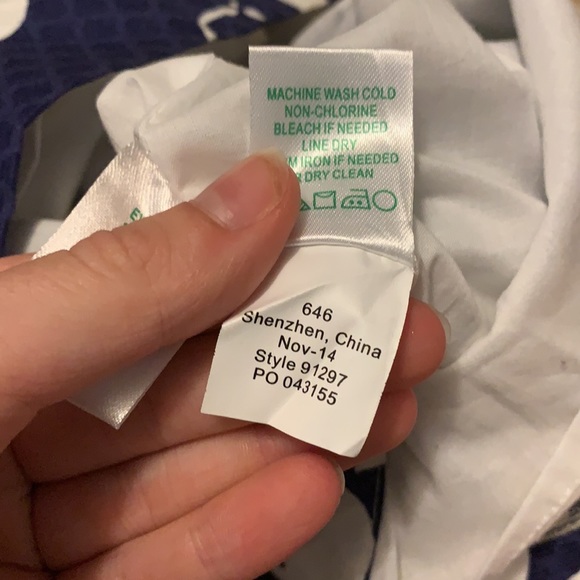 MACHINE WASH COLD
NON-CHLORINE
BLEACH IF NEEDED
LINE DRY
IRON IF NEEDED
DRY CLEAN
646
Shenzhen, China
Nov-14
Style 91297
PO 043155